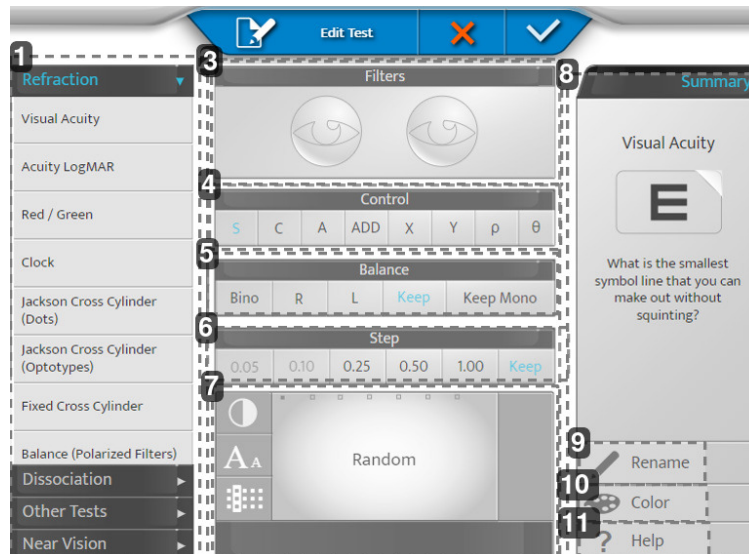 Edit Test
1
Refraction
Visual Acuity
Acuity LogMAR
Red / Green
Clock
Jackson Cross Cylinder
(Dots)
Jackson Cross Cylinder
(Optotypes)
Fixed Cross Cylinder
Balance (Polarized Filters)
Dissociation
Other Tests
Near Vision
3
Filters
4
Control
S C A ADD X Y ρ θ
5
Balance
Bino R L Keep Keep Mono
6
Step
0.05 0.10 0.25 0.50 1.00 Keep
7
A A
Random
8
Summary
Visual Acuity
E
What is the smallest
symbol line that you can
make out without
squinting?
9
Rename
10
Color
11
? Help